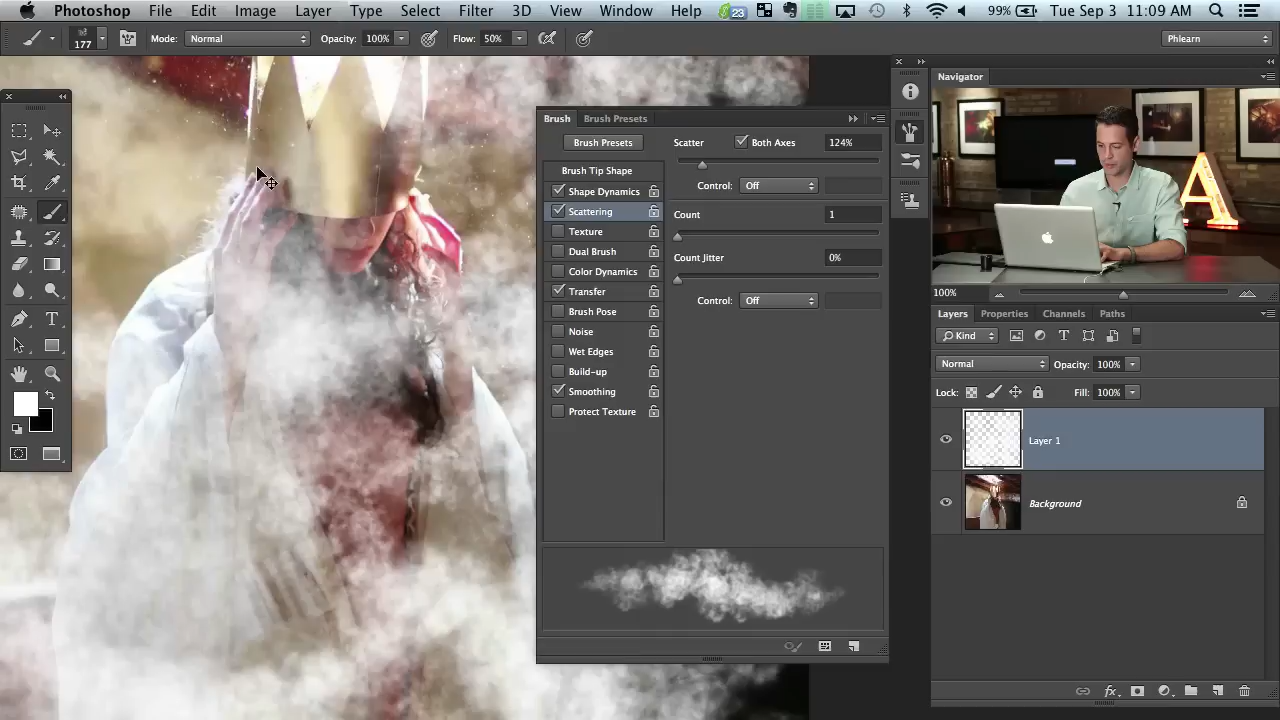 Photoshop File Edit Image Layer Type Select Filter 3D View Window Help 23 99% Tue Sep 3 11:09 AM
177 Mode: Normal Opacity: 100% Flow: 50% Phlearn
Navigator
A
100%
Brush Brush Presets
Brush Presets
Brush Tip Shape
Shape Dynamics
Scattering
Texture
Dual Brush
Color Dynamics
Transfer
Brush Pose
Noise
Wet Edges
Build-up
Smoothing
Protect Texture
Scatter Both Axes 124%
Control: Off
Count 1
Count Jitter 0%
Control: Off
Layers Properties Channels Paths
Kind
Normal Opacity: 100%
Lock: Fill: 100%
Layer 1
Background